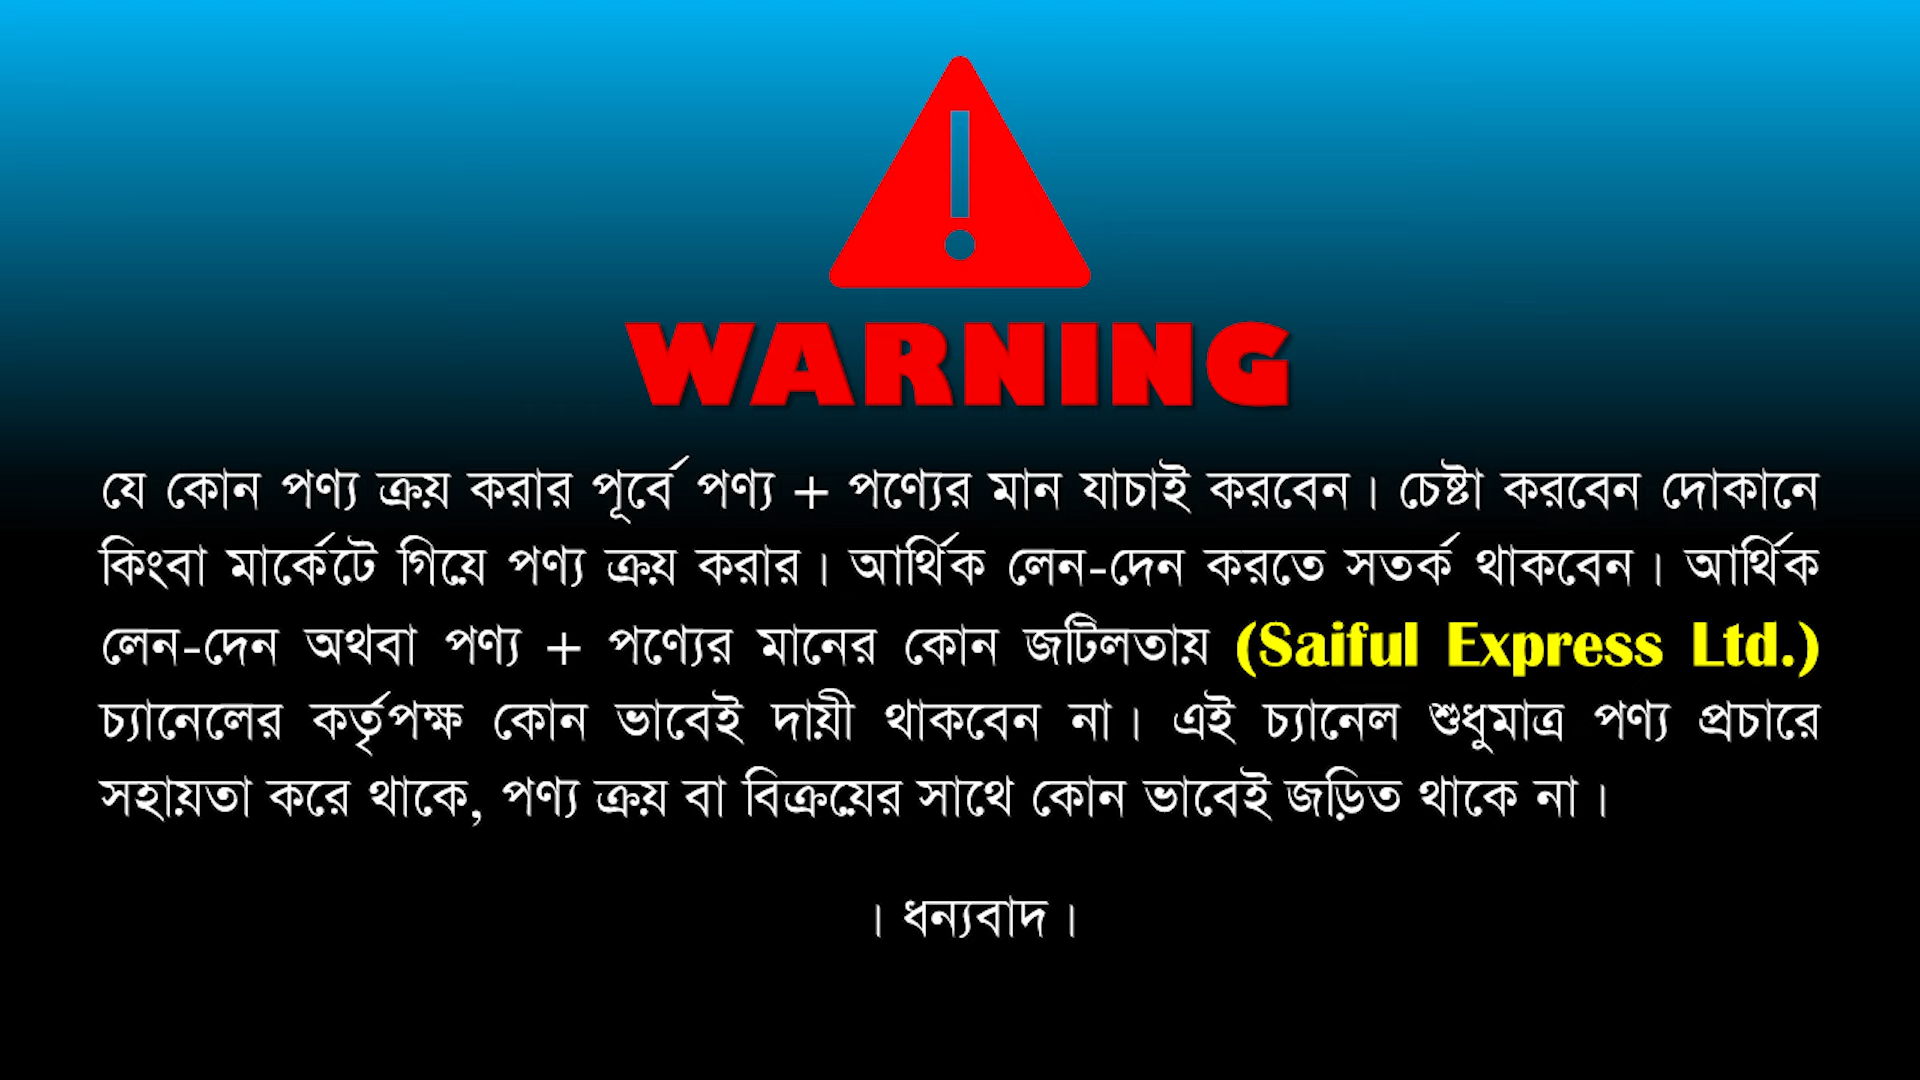 WARNING
যে কোন পণ্য ক্রয় করার পূর্বে পণ্য + পণ্যের মান যাচাই করবেন। চেষ্টা করবেন দোকানে
কিংবা মার্কেটে গিয়ে পণ্য ক্রয় করার। আর্থিক লেন-দেন করতে সতর্ক থাকবেন। আর্থিক
লেন-দেন অথবা পণ্য + পণ্যের মানের কোন জটিলতায় (Saiful Express Ltd.)
চ্যানেলের কর্তৃপক্ষ কোন ভাবেই দায়ী থাকবেন না। এই চ্যানেল শুধুমাত্র পণ্য প্রচারে
সহায়তা করে থাকে, পণ্য ক্রয় বা বিক্রয়ের সাথে কোন ভাবেই জড়িত থাকে না।
। ধন্যবাদ ।